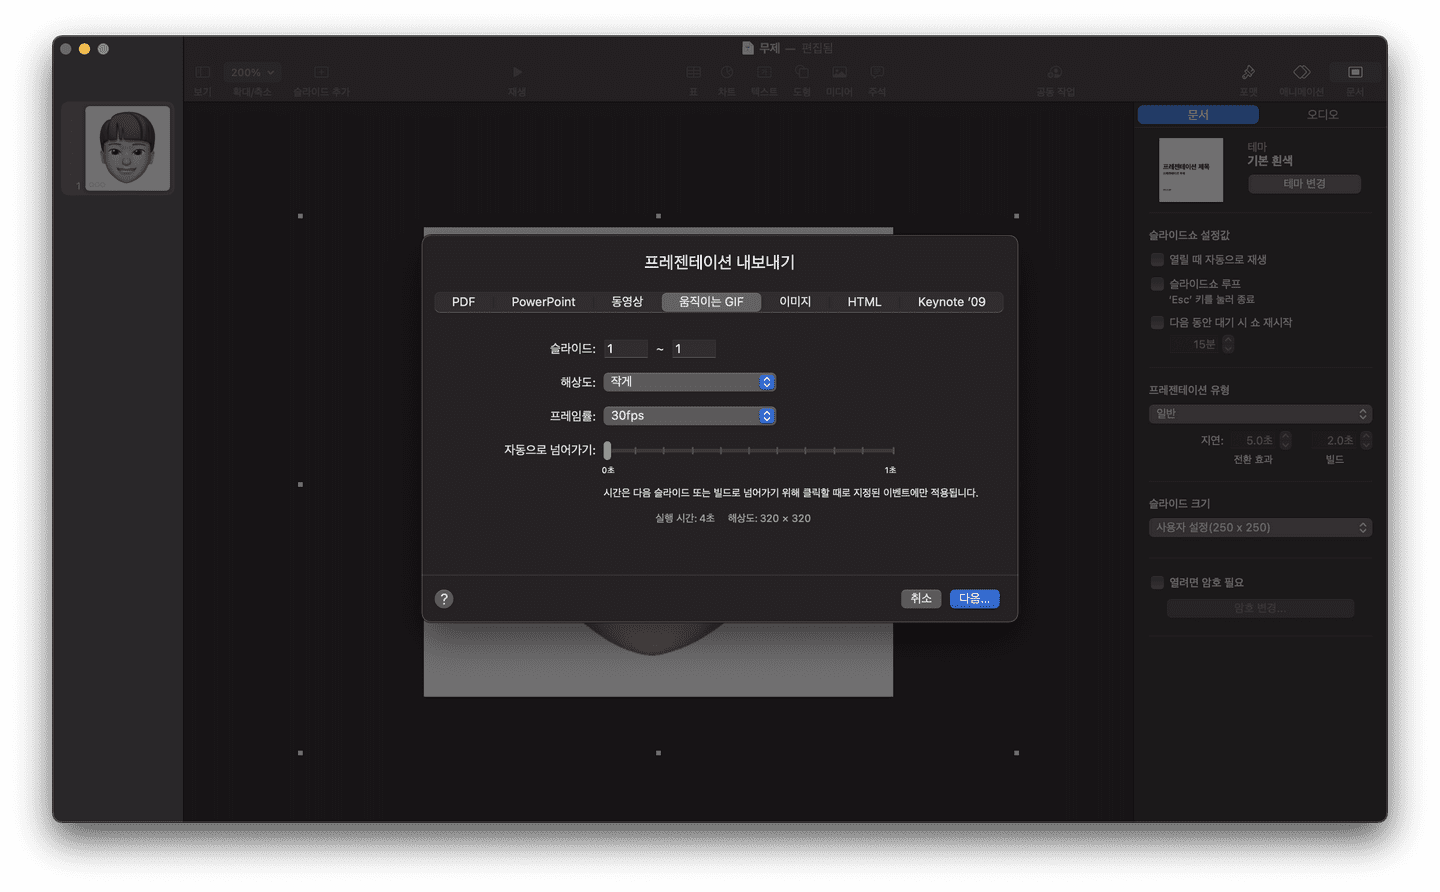 무제 — 편집됨
200%
보기 확대/축소 슬라이드 추가 재생 표 차트 텍스트 도형 미디어 주석 공동 작업 포맷 애니메이션 문서
1
문서 오디오
프레젠테이션 제목
테마
기본 흰색
테마 변경
슬라이드쇼 설정값
열릴 때 자동으로 재생
슬라이드쇼 루프
'Esc' 키를 눌러 종료
다음 동안 대기 시 쇼 재시작
15분
프레젠테이션 유형
일반
지연: 5.0초 2.0초
전환 효과 빌드
슬라이드 크기
사용자 설정(250 x 250)
열려면 암호 필요
암호 변경...
프레젠테이션 내보내기
PDF PowerPoint 동영상 움직이는 GIF 이미지 HTML Keynote '09
슬라이드: 1 ~ 1
해상도: 작게
프레임률: 30fps
자동으로 넘어가기:
0초 1초
시간은 다음 슬라이드 또는 빌드로 넘어가기 위해 클릭할 때로 지정된 이벤트에만 적용됩니다.
실행 시간: 4초 해상도: 320 × 320
? 취소 다음...